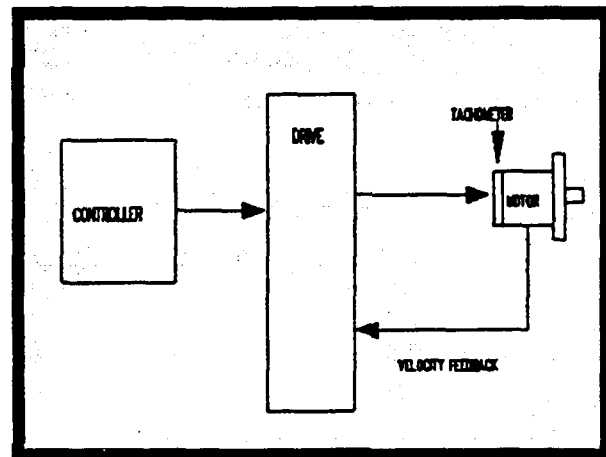 TACHOMETER
DRIVE
CONTROLLER
MOTOR
VELOCITY FEEDBACK